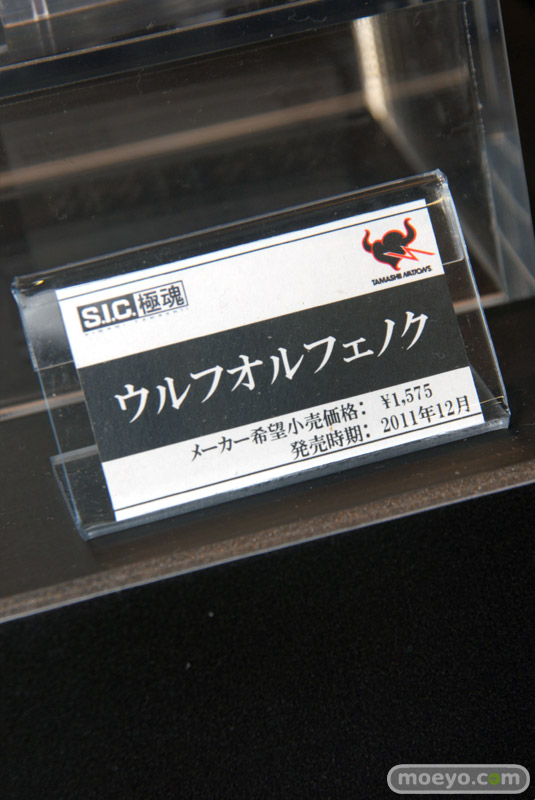 S.I.C.極魂
TAMASHII NATIONS
ウルフオルフェノク
メーカー希望小売価格： ¥1,575
発売時期： 2011年12月
moeyo.com